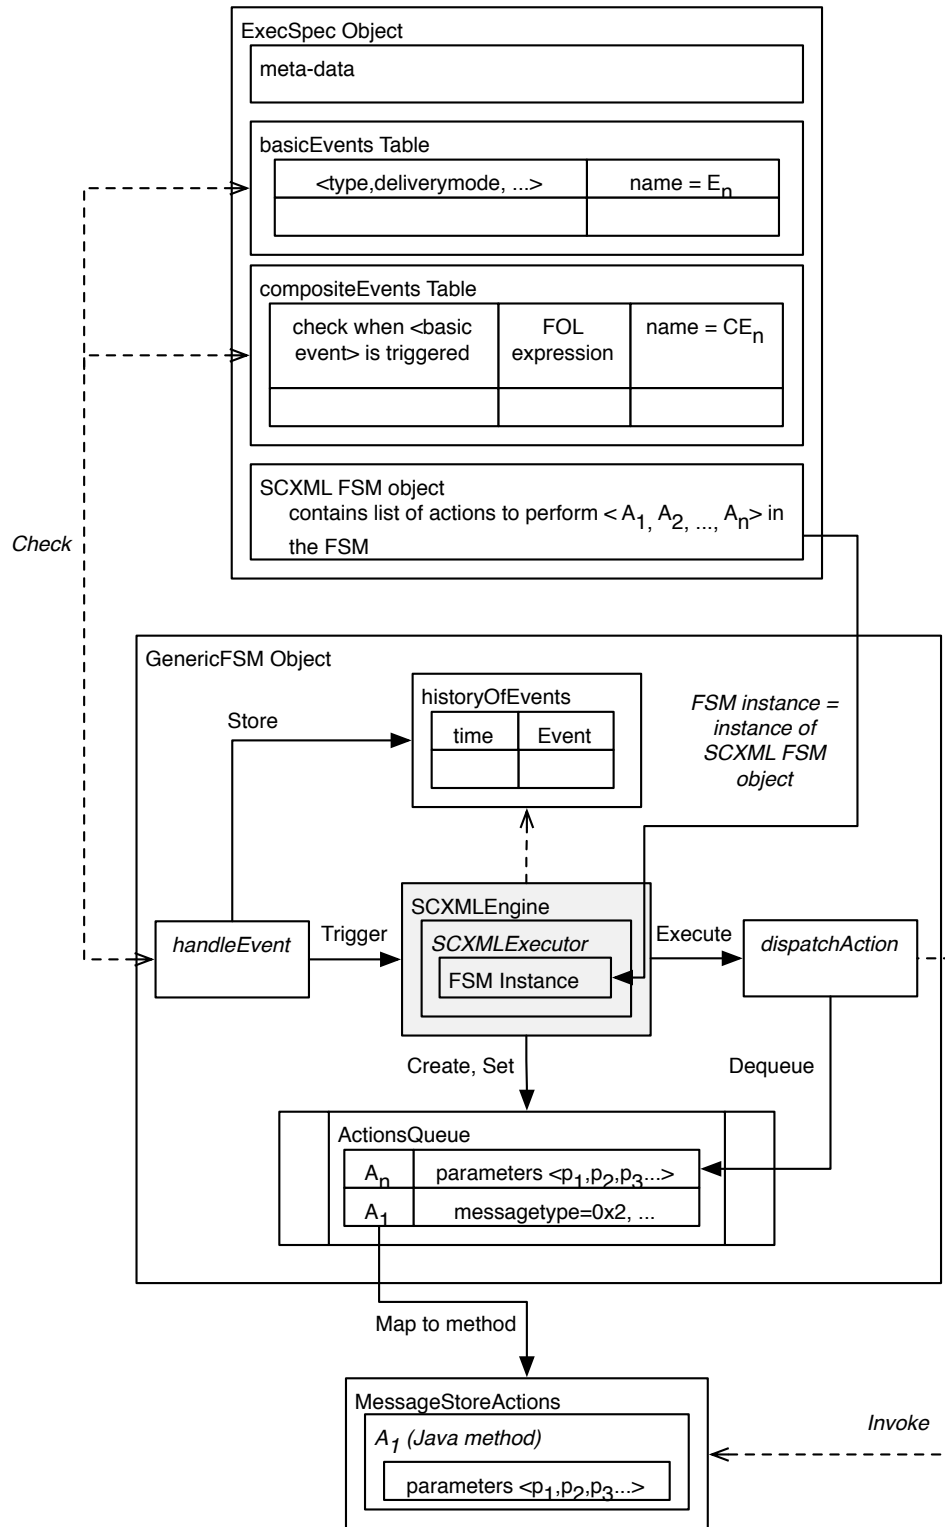 ExecSpec Object
meta-data
basicEvents Table
<type,deliverymode, ...>
name = Eₙ
compositeEvents Table
check when <basic
event> is triggered
FOL
expression
name = CEₙ
SCXML FSM object
contains list of actions to perform < A₁, A₂, ..., Aₙ> in
the FSM
Check
GenericFSM Object
historyOfEvents
time
Event
Store
FSM instance =
instance of
SCXML FSM
object
handleEvent
Trigger
SCXMLEngine
SCXMLExecutor
FSM Instance
Execute
dispatchAction
Create, Set
Dequeue
ActionsQueue
Aₙ
parameters <p₁,p₂,p₃...>
A₁
messagetype=0x2, ...
Map to method
MessageStoreActions
A₁ (Java method)
parameters <p₁,p₂,p₃...>
Invoke